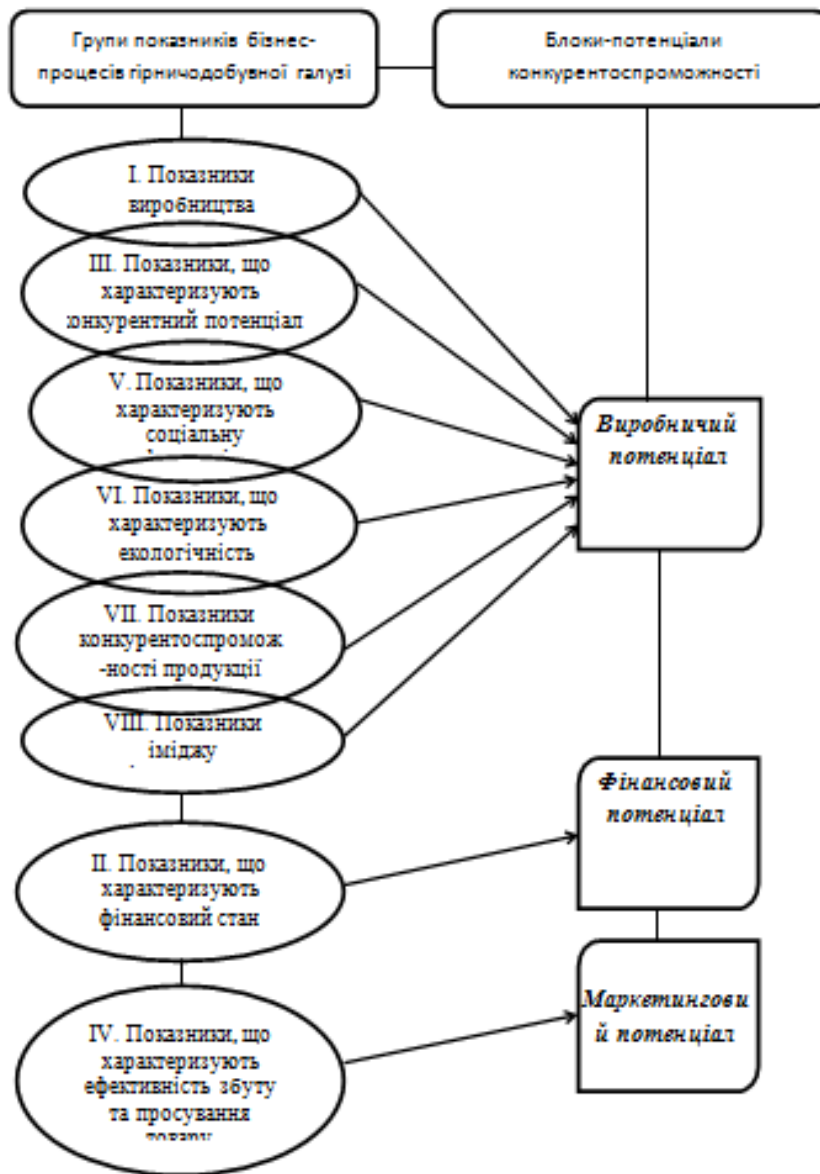 Групи показників бізнес-
процесів гірничодобувної галузі
Блоки-потенціали
конкурентоспроможності
І. Показники
виробництва
ІІІ. Показники, що
характеризують
конкурентний потенціал
V. Показники, що
характеризують
соціальну
VI. Показники, що
характеризують
екологічність
VII. Показники
конкурентоспромож
-ності продукції
VIII. Показники
іміджу
ІІ. Показники, що
характеризують
фінансовий стан
IV. Показники, що
характеризують
ефективність збуту
та просування
товару
Виробничий
потенціал
Фінансовий
потенціал
Маркетингови
й потенціал